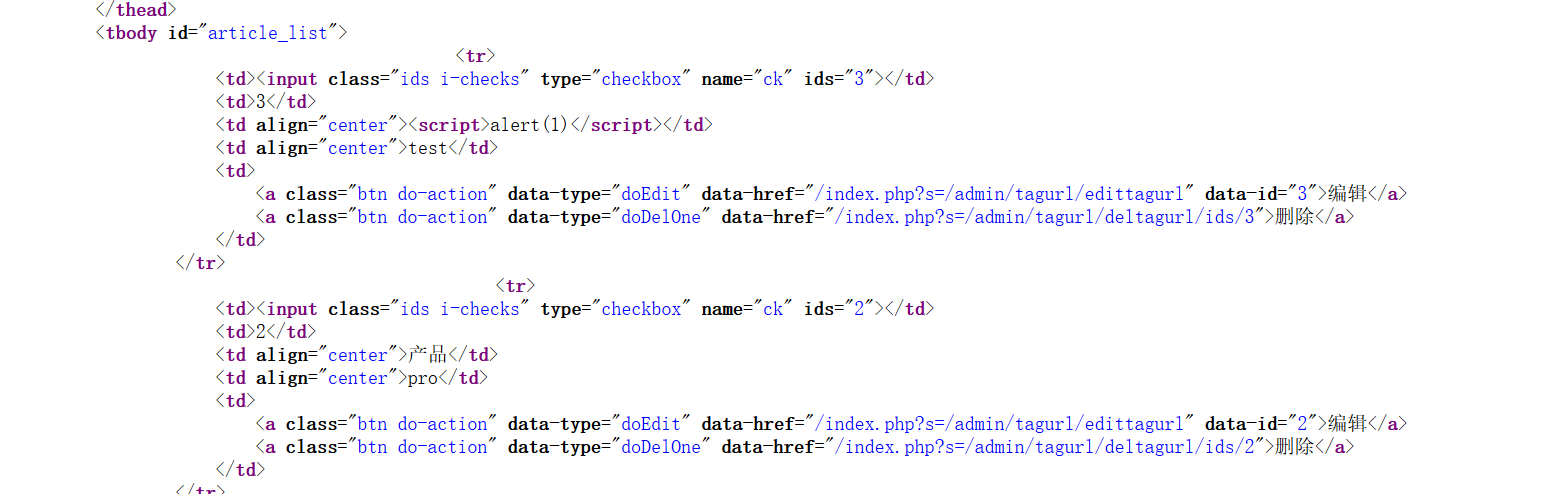 </thead>
<tbody id="article_list">
<tr>
<td><input class="ids i-checks" type="checkbox" name="ck" ids="3"></td>
<td>3</td>
<td align="center"><script>alert(1)</script></td>
<td align="center">test</td>
<td>
<a class="btn do-action" data-type="doEdit" data-href="/index.php?s=/admin/tagurl/edittagurl" data-id="3">编辑</a>
<a class="btn do-action" data-type="doDelOne" data-href="/index.php?s=/admin/tagurl/deltagurl/ids/3">删除</a>
</td>
</tr>
<tr>
<td><input class="ids i-checks" type="checkbox" name="ck" ids="2"></td>
<td>2</td>
<td align="center">产品</td>
<td align="center">pro</td>
<td>
<a class="btn do-action" data-type="doEdit" data-href="/index.php?s=/admin/tagurl/edittagurl" data-id="2">编辑</a>
<a class="btn do-action" data-type="doDelOne" data-href="/index.php?s=/admin/tagurl/deltagurl/ids/2">删除</a>
</td>
</tr>